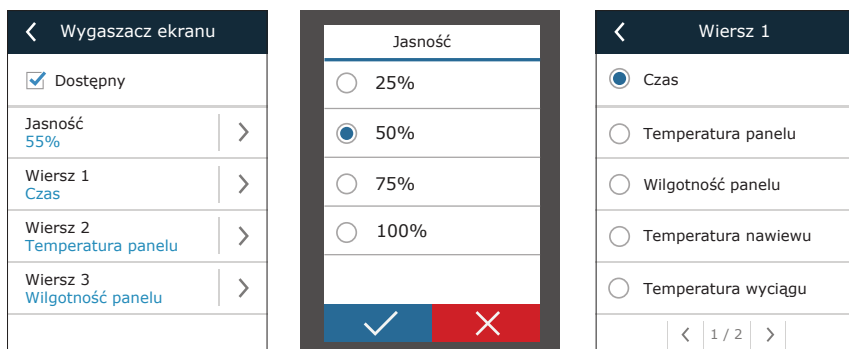 Wygaszacz ekranu
Dostępny
Jasność
55%
Wiersz 1
Czas
Wiersz 2
Temperatura panelu
Wiersz 3
Wilgotność panelu
Jasność
25%
50%
75%
100%
Wiersz 1
Czas
Temperatura panelu
Wilgotność panelu
Temperatura nawiewu
Temperatura wyciągu
1 / 2